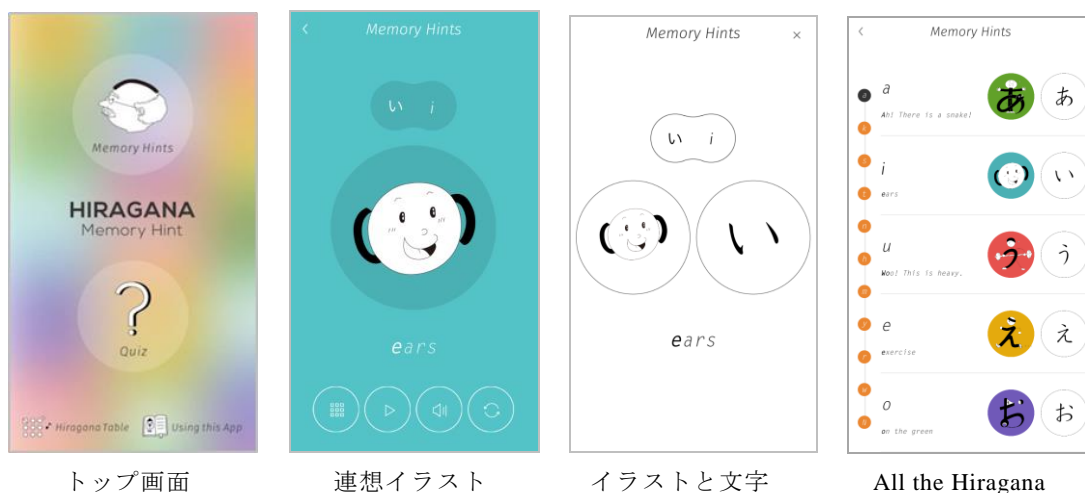 Memory Hints
HIRAGANA
Memory Hint
?
Quiz
Hiragana Table
Using this App
トップ画面
Memory Hints
い i
ears
連想イラスト
Memory Hints
い i
い
ears
イラストと文字
Memory Hints
a
Ah! There is a snake!
あ
あ
i
ears
い
u
Woo! This is heavy.
う
う
e
exercise
え
え
o
on the green
お
お
All the Hiragana